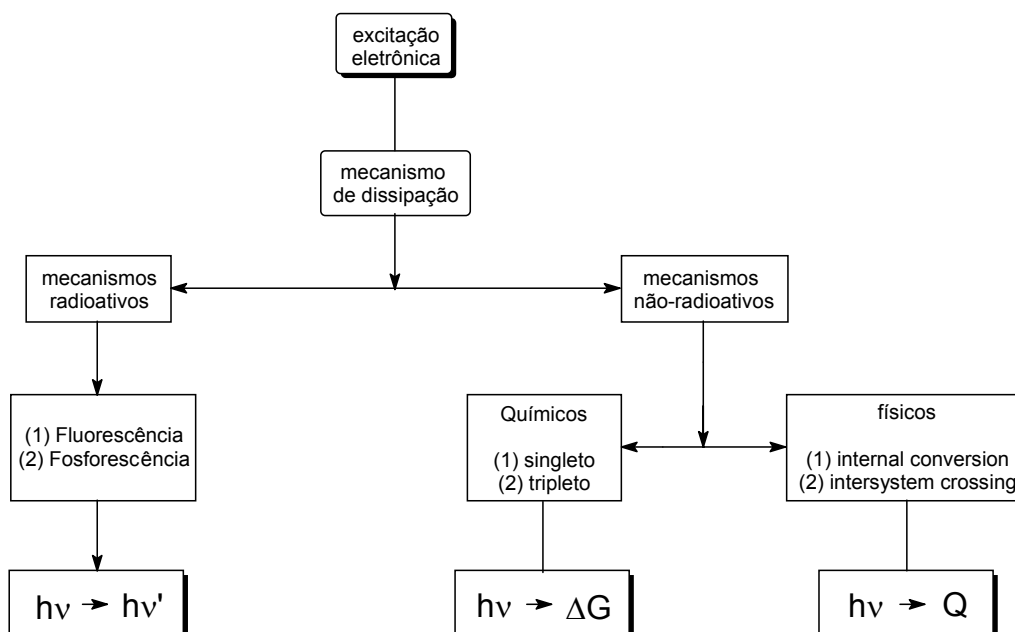 excitação
eletrônica
mecanismo
de dissipação
mecanismos
radioativos
mecanismos
não-radioativos
(1) Fluorescência
(2) Fosforescência
Químicos
(1) singleto
(2) tripleto
físicos
(1) internal conversion
(2) intersystem crossing
hν → hν'
hν → ΔG
hν → Q